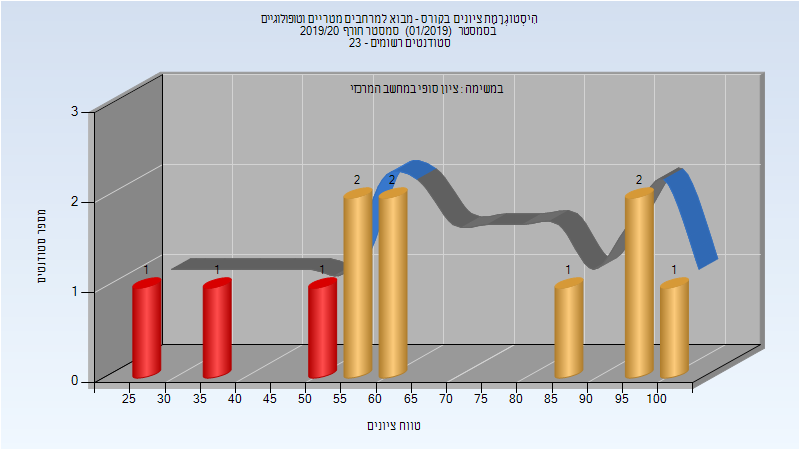 היסטוגרמת ציונים בקורס - מבוא למרחבים מטריים וטופולוגיים
בסמסטר (01/2019) סמסטר חורף 2019/20
סטודנטים רשומים - 23
במשימה : ציון סופי במחשב המרכזי
מספר סטודנטים
3
2
1
0
1
1
1
2
2
1
2
1
25 30 35 40 45 50 55 60 65 70 75 80 85 90 95 100
טווח ציונים